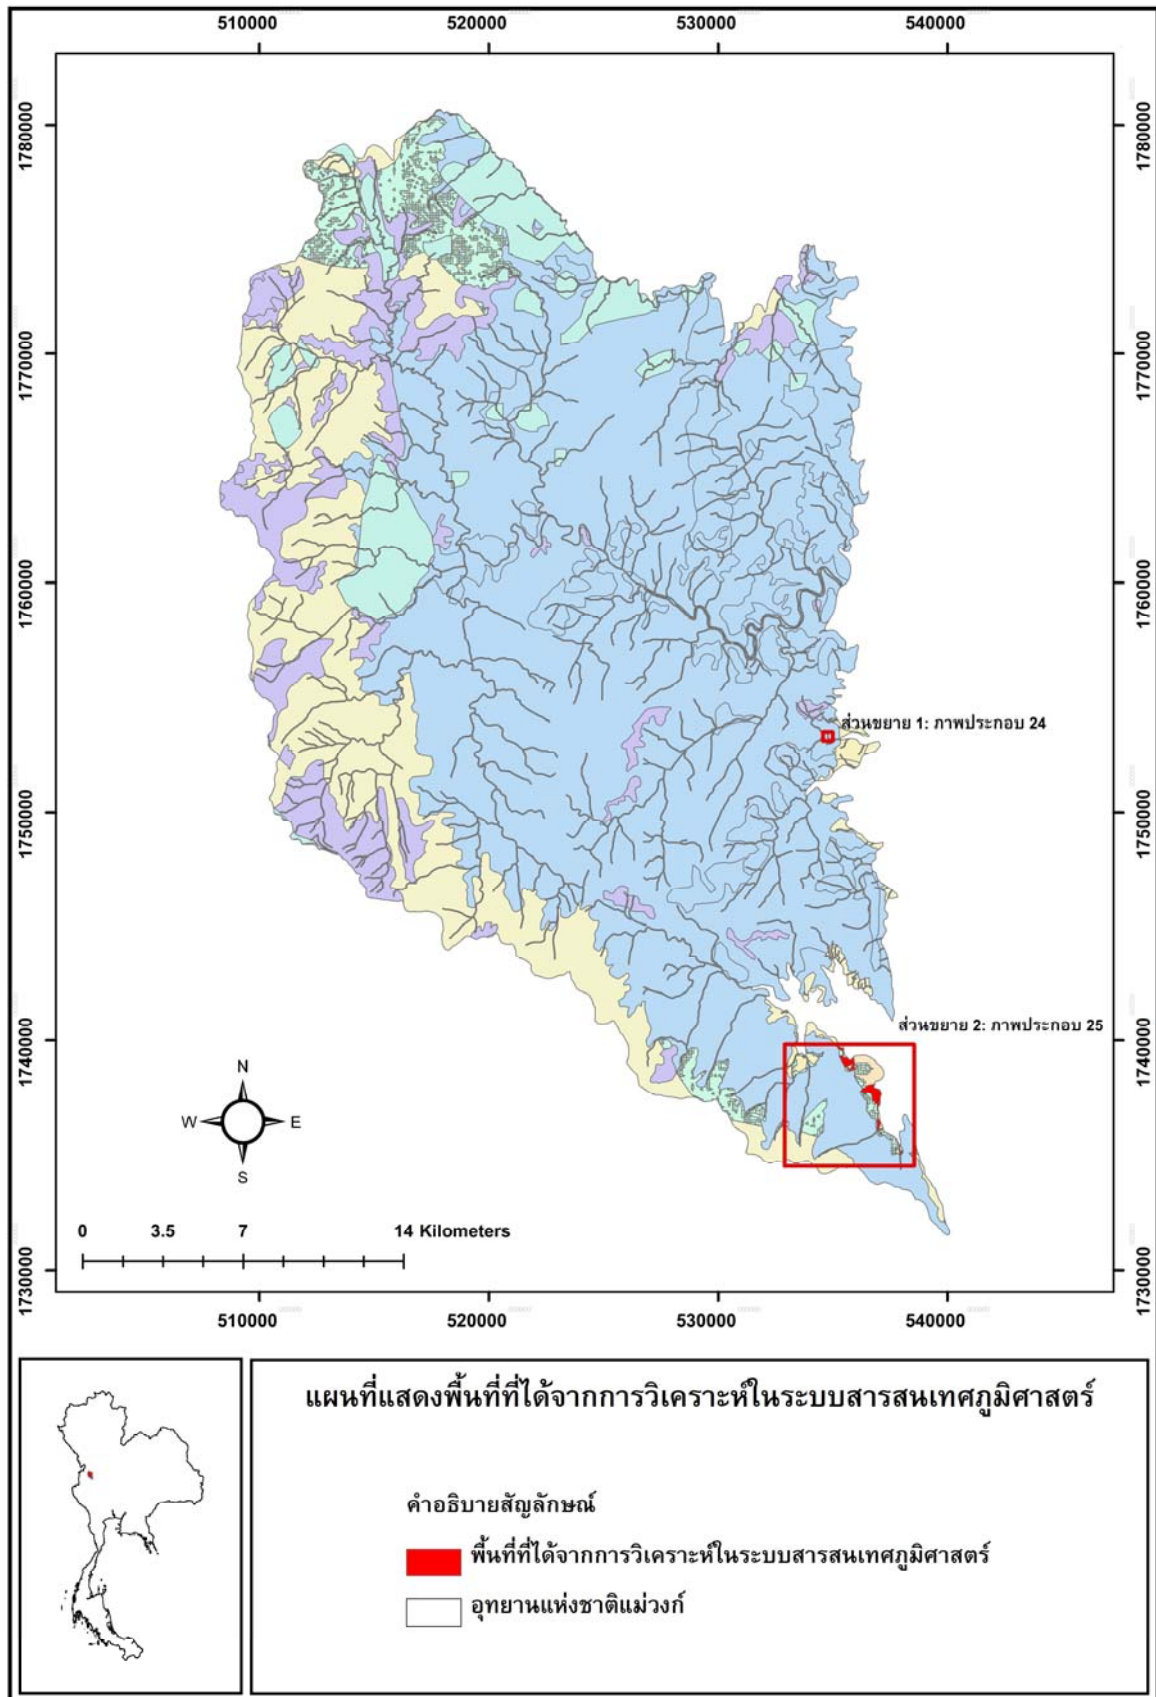 510000 520000 530000 540000
1780000 1780000
1770000 1770000
1760000 1760000
ส่วนขยาย 1: ภาพประกอบ 24
1750000 1750000
ส่วนขยาย 2: ภาพประกอบ 25
1740000 1740000
N
W E
S
0 3.5 7 14 Kilometers
1730000 1730000
510000 520000 530000 540000
แผนที่แสดงพื้นที่ที่ได้จากการวิเคราะห์ในระบบสารสนเทศภูมิศาสตร์
คำอธิบายสัญลักษณ์
พื้นที่ที่ได้จากการวิเคราะห์ในระบบสารสนเทศภูมิศาสตร์
อุทยานแห่งชาติแม่วงก์